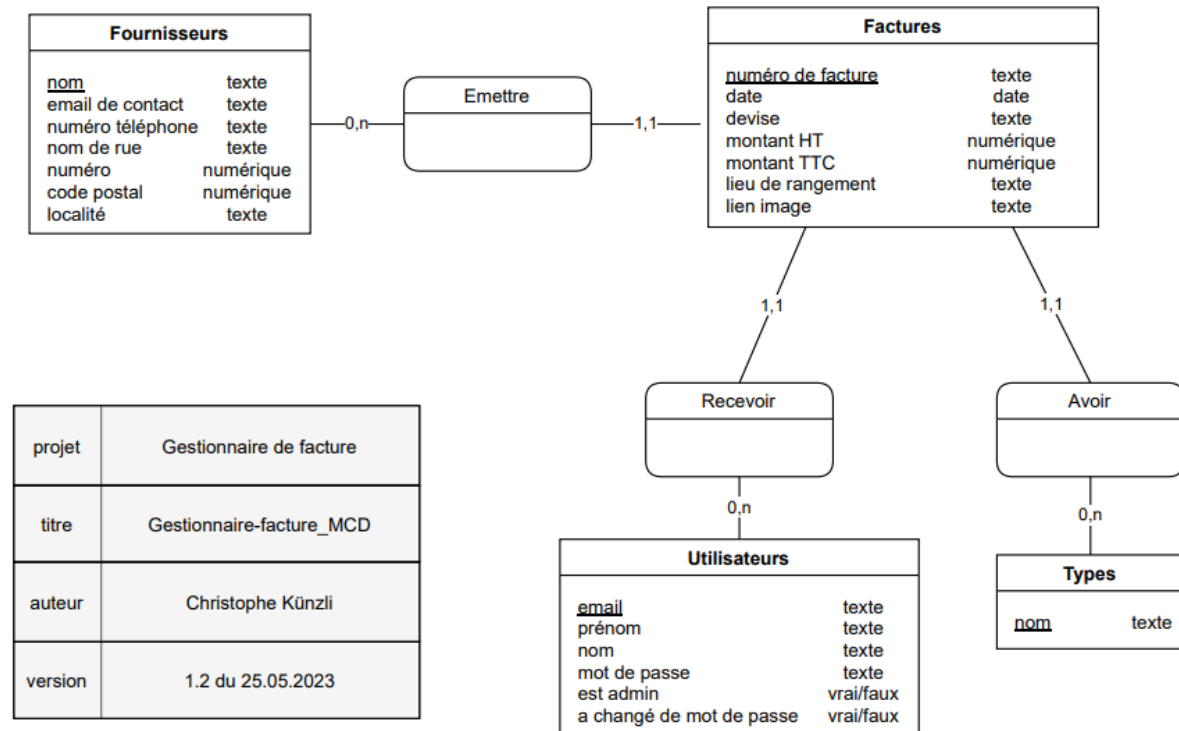 Fournisseurs
nom texte
email de contact texte
numéro téléphone texte
nom de rue texte
numéro numérique
code postal numérique
localité texte
0,n
Emettre
1,1
Factures
numéro de facture texte
date date
devise texte
montant HT numérique
montant TTC numérique
lieu de rangement texte
lien image texte
1,1
1,1
Recevoir
Avoir
0,n
0,n
Utilisateurs
email texte
prénom texte
nom texte
mot de passe texte
est admin vrai/faux
a changé de mot de passe vrai/faux
Types
nom texte
projet Gestionnaire de facture
titre Gestionnaire-facture_MCD
auteur Christophe Künzli
version 1.2 du 25.05.2023